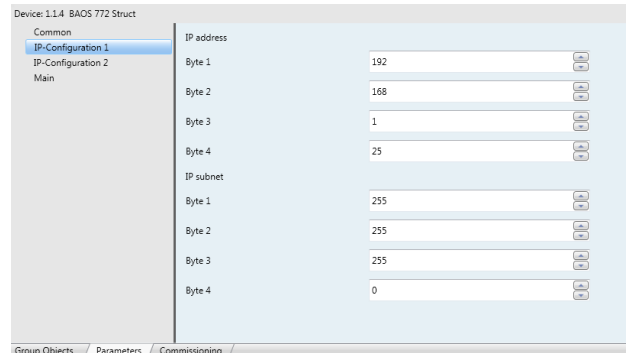 Device: 1.1.4 BAOS 772 Struct
Common
IP-Configuration 1
IP-Configuration 2
Main
IP address
Byte 1 192
Byte 2 168
Byte 3 1
Byte 4 25
IP subnet
Byte 1 255
Byte 2 255
Byte 3 255
Byte 4 0
Group Objects / Parameters / Commissioning /